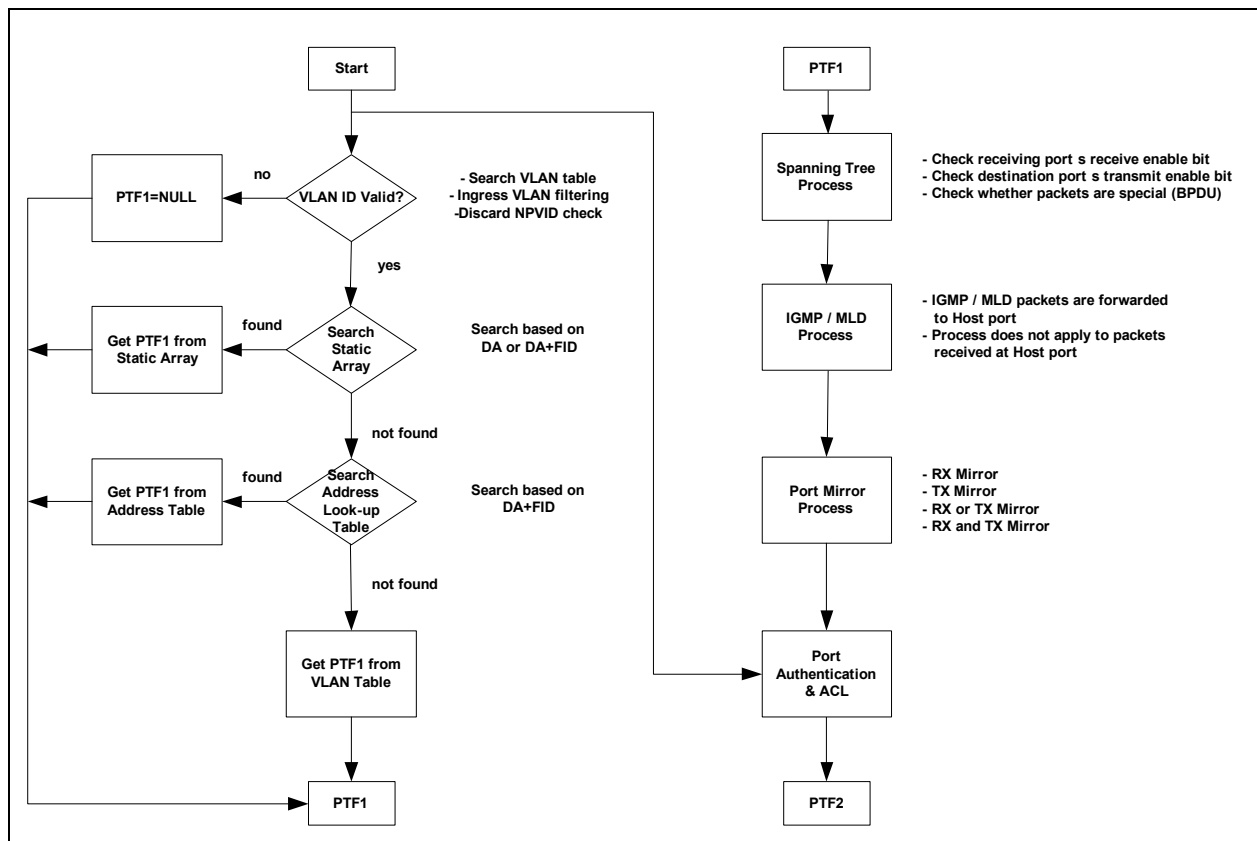 Start
VLAN ID Valid?
no
PTF1=NULL
- Search VLAN table
- Ingress VLAN filtering
-Discard NPVID check
yes
Search
Static
Array
found
Get PTF1 from
Static Array
Search based on
DA or DA+FID
not found
Search
Address
Look-up
Table
found
Get PTF1 from
Address Table
Search based on
DA+FID
not found
Get PTF1 from
VLAN Table
PTF1
PTF1
Spanning Tree
Process
- Check receiving port s receive enable bit
- Check destination port s transmit enable bit
- Check whether packets are special (BPDU)
IGMP / MLD
Process
- IGMP / MLD packets are forwarded
to Host port
- Process does not apply to packets
received at Host port
Port Mirror
Process
- RX Mirror
- TX Mirror
- RX or TX Mirror
- RX and TX Mirror
Port
Authentication
& ACL
PTF2